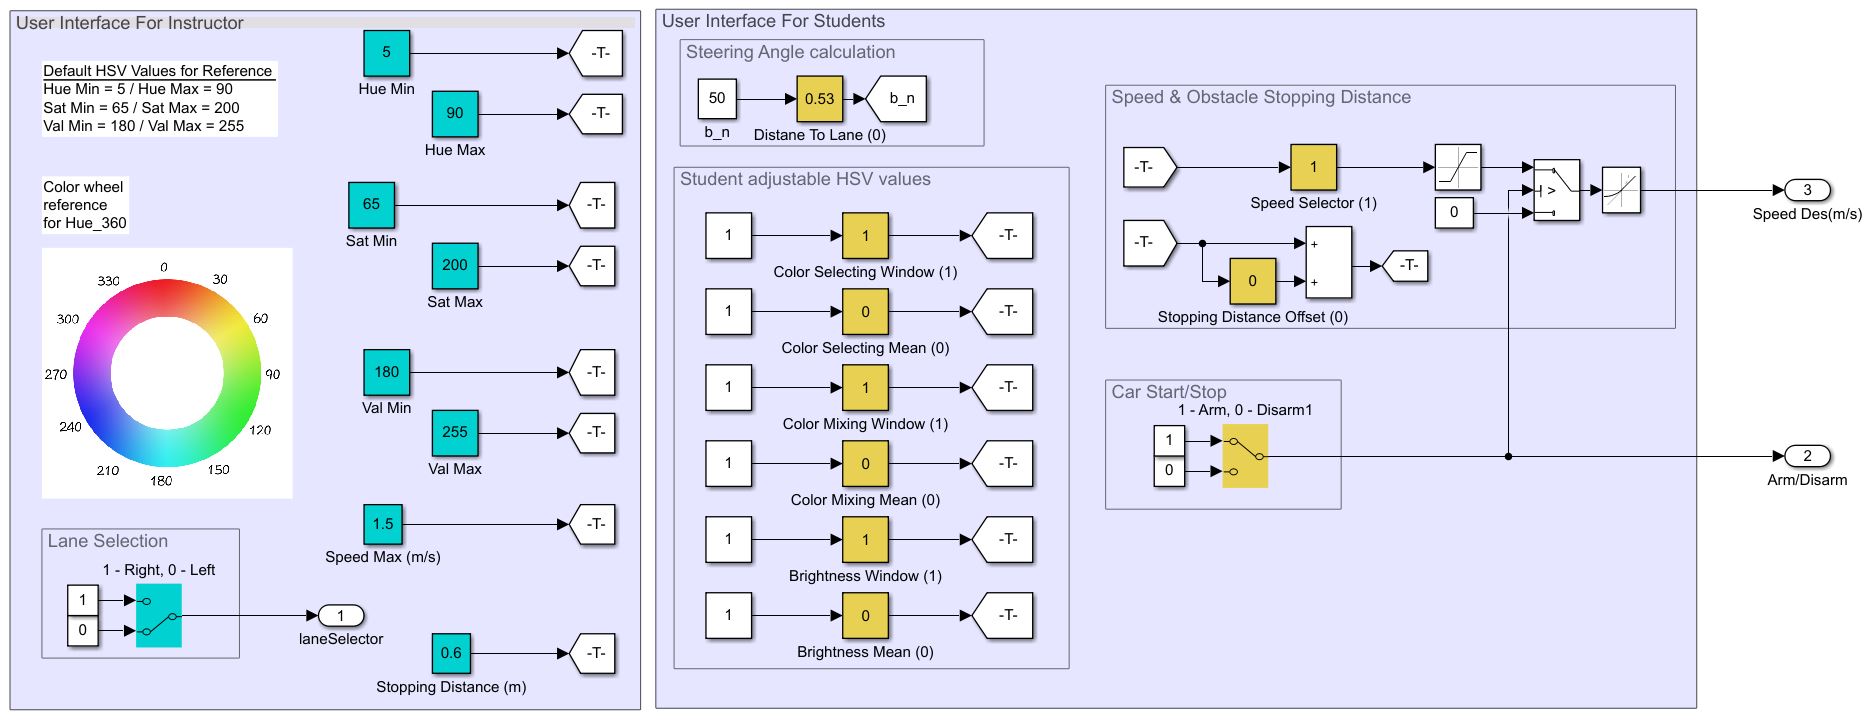 User Interface For Instructor
Default HSV Values for Reference
Hue Min = 5 / Hue Max = 90
Sat Min = 65 / Sat Max = 200
Val Min = 180 / Val Max = 255
Color wheel
reference
for Hue_360
0
30
60
90
120
150
180
210
240
270
300
330
5
-T-
Hue Min
90
-T-
Hue Max
65
-T-
Sat Min
200
-T-
Sat Max
180
-T-
Val Min
255
-T-
Val Max
1.5
-T-
Speed Max (m/s)
Lane Selection
1 - Right, 0 - Left
1
0
1
laneSelector
0.6
-T-
Stopping Distance (m)
User Interface For Students
Steering Angle calculation
50
0.53
b_n
b_n
Distane To Lane (0)
Student adjustable HSV values
1
1
-T-
Color Selecting Window (1)
1
0
-T-
Color Selecting Mean (0)
1
1
-T-
Color Mixing Window (1)
1
0
-T-
Color Mixing Mean (0)
1
1
-T-
Brightness Window (1)
1
0
-T-
Brightness Mean (0)
Speed & Obstacle Stopping Distance
-T-
1
Speed Selector (1)
0
>
3
Speed Des(m/s)
-T-
0
+
+
-T-
Stopping Distance Offset (0)
Car Start/Stop
1 - Arm, 0 - Disarm1
1
0
2
Arm/Disarm